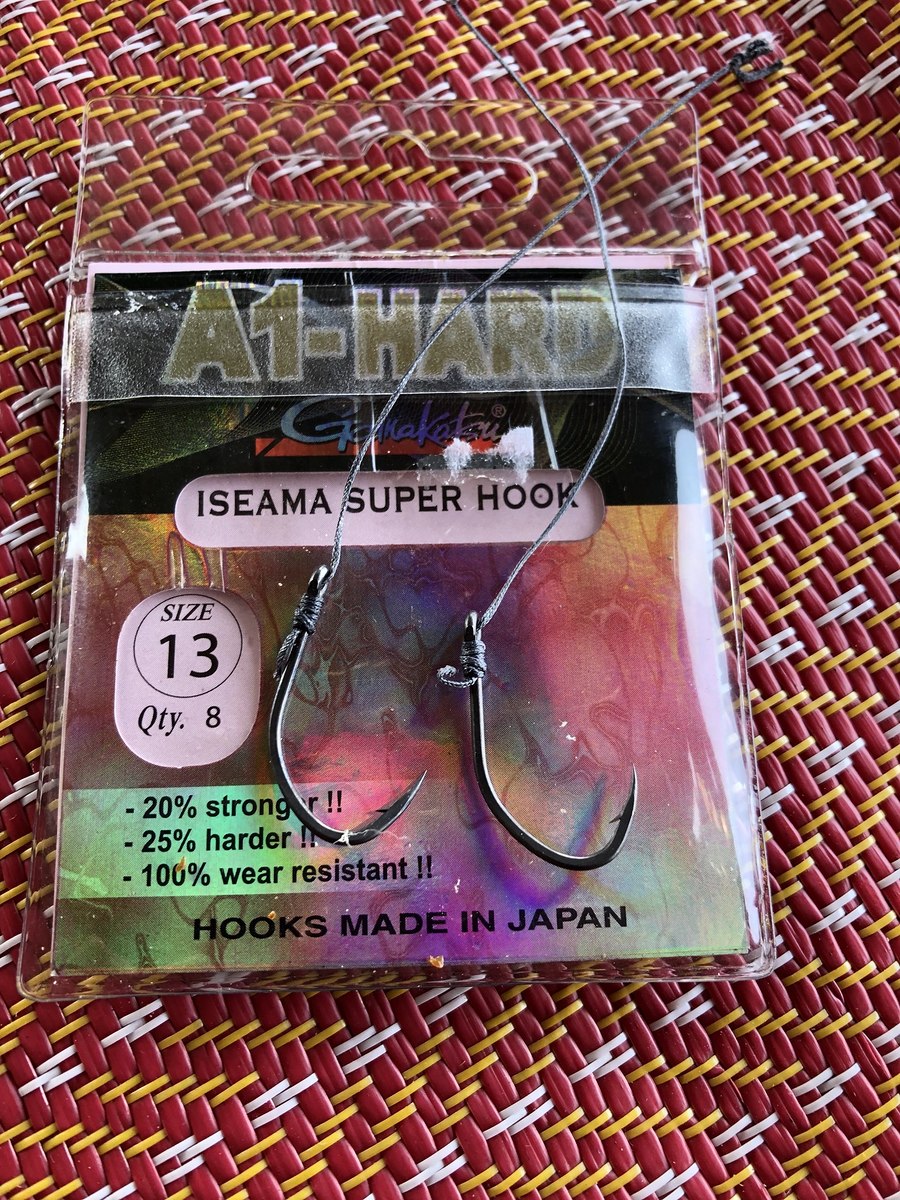 A1-HARD
Gamakatsu®
ISEAMA SUPER HOOK
SIZE
13
Qty. 8
- 20% stronger !!
- 25% harder !!
- 100% wear resistant !!
HOOKS MADE IN JAPAN